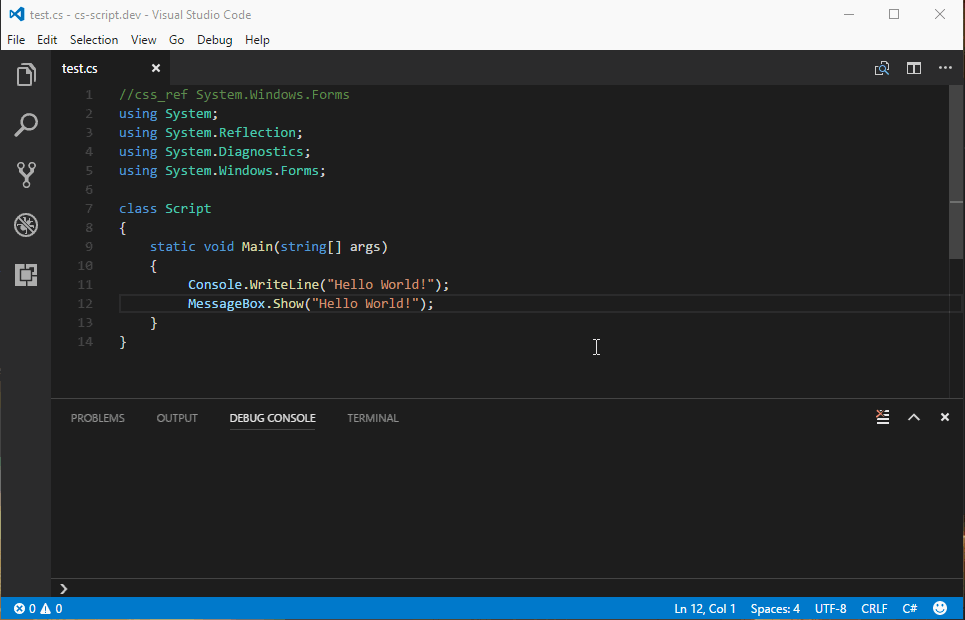 test.cs - cs-script.dev - Visual Studio Code
File Edit Selection View Go Debug Help
test.cs
1 //css_ref System.Windows.Forms
2 using System;
3 using System.Reflection;
4 using System.Diagnostics;
5 using System.Windows.Forms;
6
7 class Script
8 {
9 static void Main(string[] args)
10 {
11 Console.WriteLine("Hello World!");
12 MessageBox.Show("Hello World!");
13 }
14 }
PROBLEMS OUTPUT DEBUG CONSOLE TERMINAL
0 0 Ln 12, Col 1 Spaces: 4 UTF-8 CRLF C#